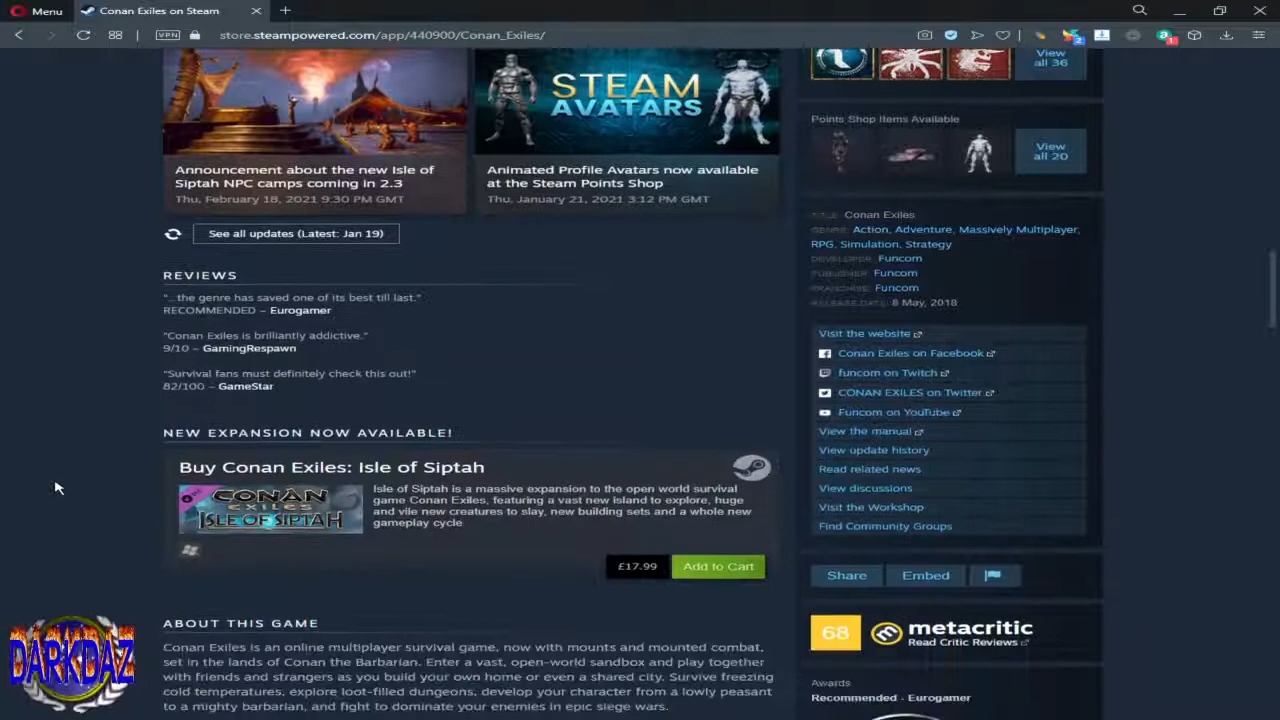 Menu
Conan Exiles on Steam
VPN
store.steampowered.com/app/440900/Conan_Exiles/
2
1
STEAM
AVATARS
Announcement about the new Isle of
Siptah NPC camps coming in 2.3
Thu, February 18, 2021 9:30 PM GMT
Animated Profile Avatars now available
at the Steam Points Shop
Thu, January 21, 2021 3:12 PM GMT
See all updates (Latest: Jan 19)
REVIEWS
"...the genre has saved one of its best till last."
RECOMMENDED – Eurogamer
"Conan Exiles is brilliantly addictive."
9/10 – GamingRespawn
"Survival fans must definitely check this out!"
82/100 – GameStar
NEW EXPANSION NOW AVAILABLE!
Buy Conan Exiles: Isle of Siptah
CONAN
EXILES
ISLE OF SIPTAH
Isle of Siptah is a massive expansion to the open world survival
game Conan Exiles, featuring a vast new island to explore, huge
and vile new creatures to slay, new building sets and a whole new
gameplay cycle
£17.99
Add to Cart
ABOUT THIS GAME
Conan Exiles is an online multiplayer survival game, now with mounts and mounted combat,
set in the lands of Conan the Barbarian. Enter a vast, open-world sandbox and play together
with friends and strangers as you build your own home or even a shared city. Survive freezing
cold temperatures, explore loot-filled dungeons, develop your character from a lowly peasant
to a mighty barbarian, and fight to dominate your enemies in epic siege wars.
View
all 36
Points Shop Items Available
View
all 20
TITLE: Conan Exiles
GENRE: Action, Adventure, Massively Multiplayer,
RPG, Simulation, Strategy
DEVELOPER: Funcom
PUBLISHER: Funcom
FRANCHISE: Funcom
RELEASE DATE: 8 May, 2018
Visit the website
Conan Exiles on Facebook
funcom on Twitch
CONAN EXILES on Twitter
Funcom on YouTube
View the manual
View update history
Read related news
View discussions
Visit the Workshop
Find Community Groups
Share
Embed
68
metacritic
Read Critic Reviews
Awards
Recommended - Eurogamer
DARKDAZ